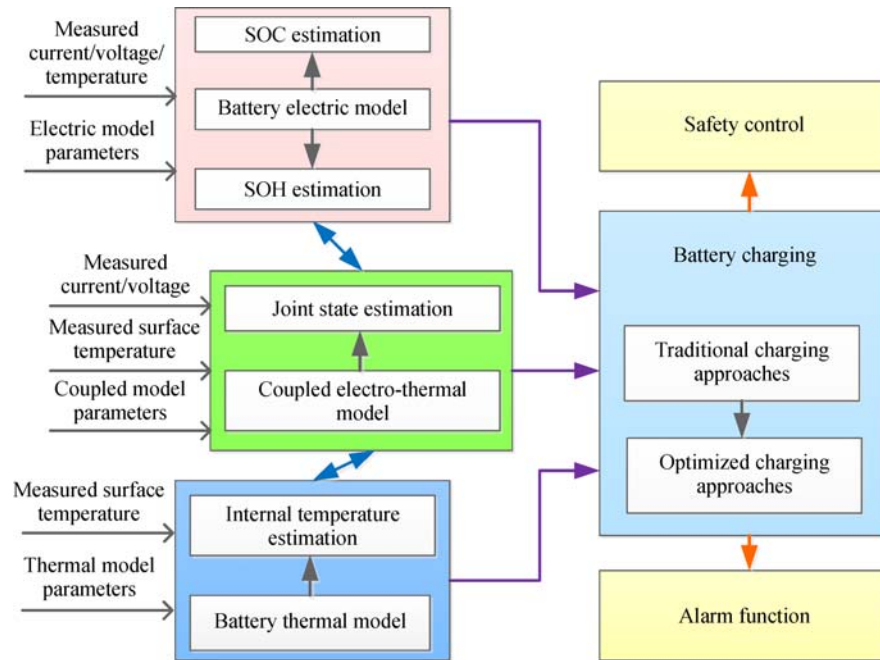 Measured
current/voltage/
temperature
Electric model
parameters
SOC estimation
Battery electric model
SOH estimation
Measured
current/voltage
Measured surface
temperature
Coupled model
parameters
Joint state estimation
Coupled electro-thermal
model
Measured surface
temperature
Thermal model
parameters
Internal temperature
estimation
Battery thermal model
Safety control
Battery charging
Traditional charging
approaches
Optimized charging
approaches
Alarm function